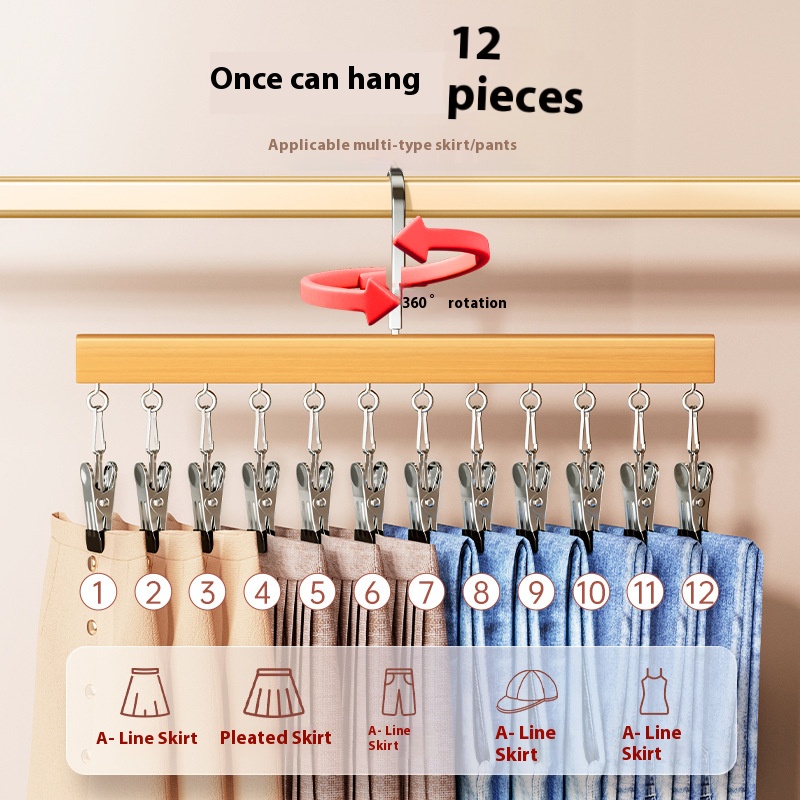 Once can hang
12
pieces
Applicable multi-type skirt/pants
360° rotation
1 2 3 4 5 6 7 8 9 10 11 12
A- Line Skirt
Pleated Skirt
A- Line
Skirt
A- Line
Skirt
A- Line
Skirt